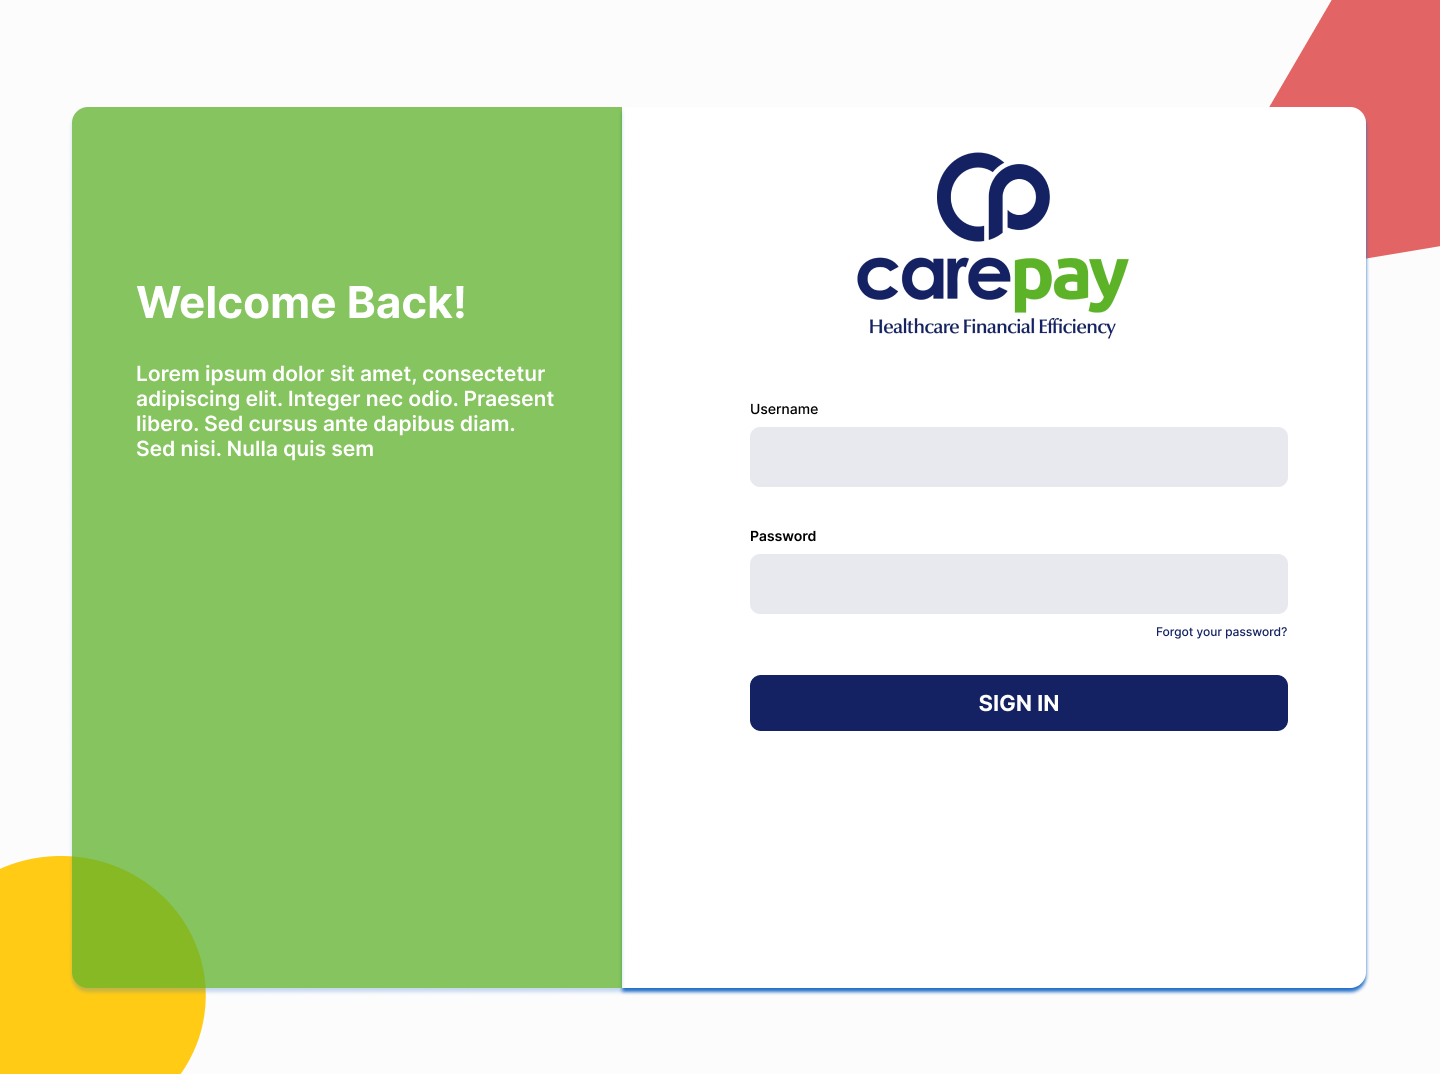 Welcome Back!
Lorem ipsum dolor sit amet, consectetur
adipiscing elit. Integer nec odio. Praesent
libero. Sed cursus ante dapibus diam.
Sed nisi. Nulla quis sem
cp
carepay
Healthcare Financial Efficiency
Username
Password
Forgot your password?
SIGN IN